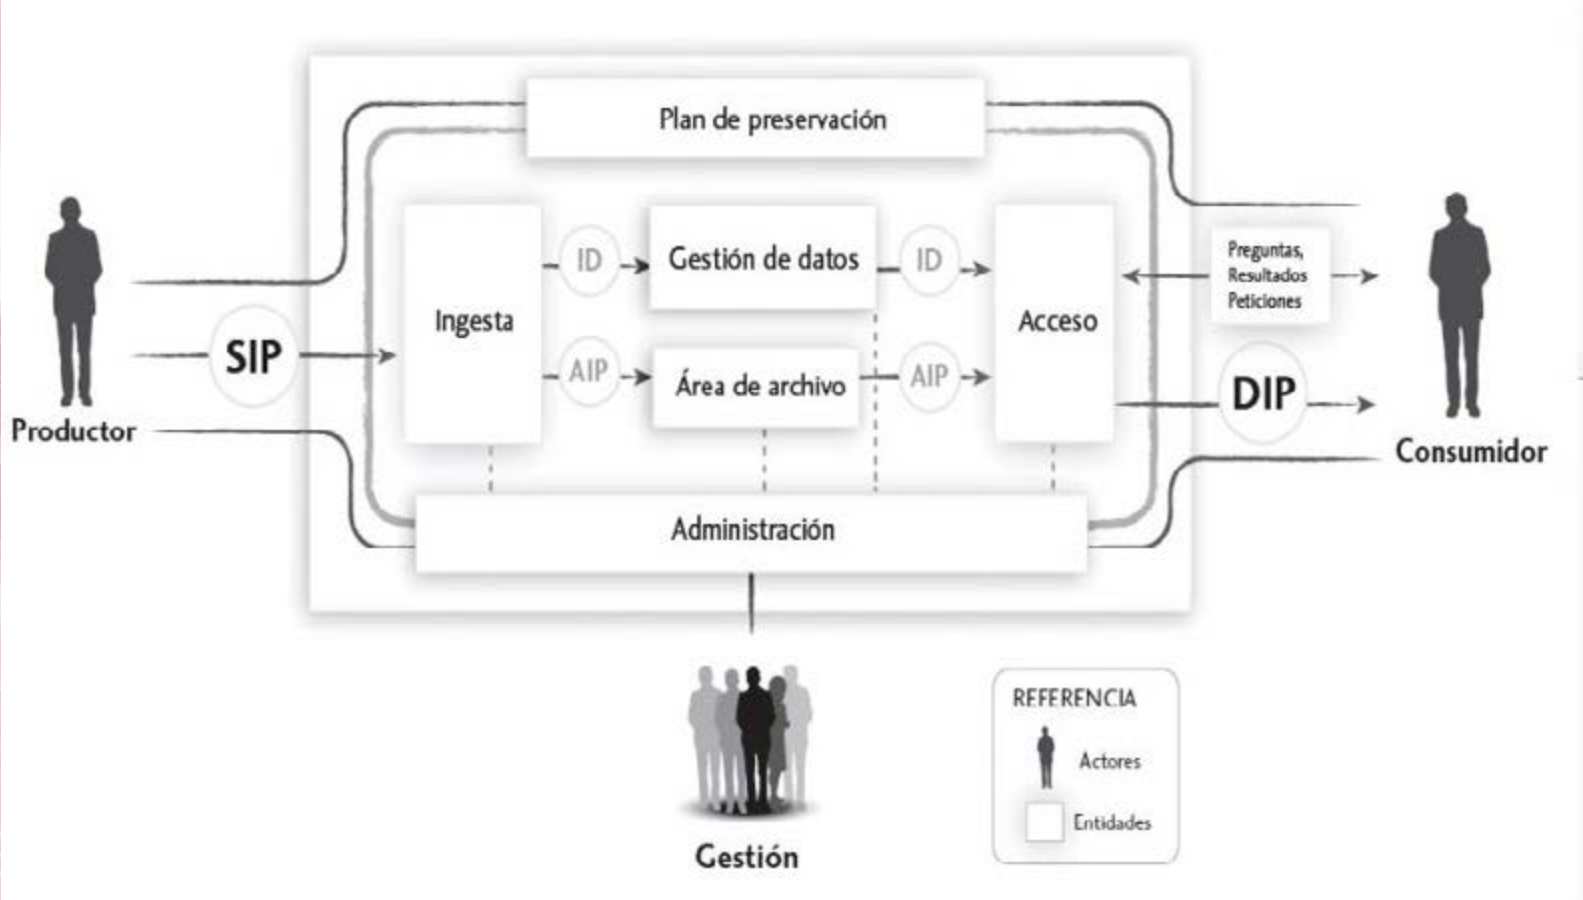 Plan de preservación
ID
Gestión de datos
ID
Preguntas,
Resultados
Peticiones
Ingesta
Acceso
SIP
AIP
Área de archivo
AIP
DIP
Productor
Consumidor
Administración
Gestión
REFERENCIA
Actores
Entidades